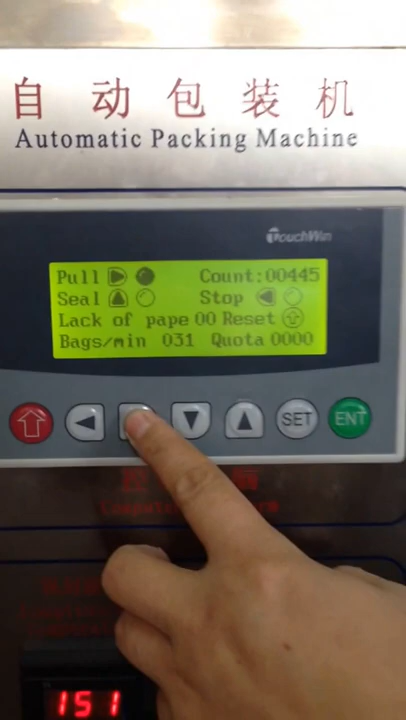 自动包装机
Automatic Packing Machine
TouchWin
Pull Count:00445
Seal Stop
Lack of pape 00 Reset
Bags/min 031 Quota 0000
SET ENT
151